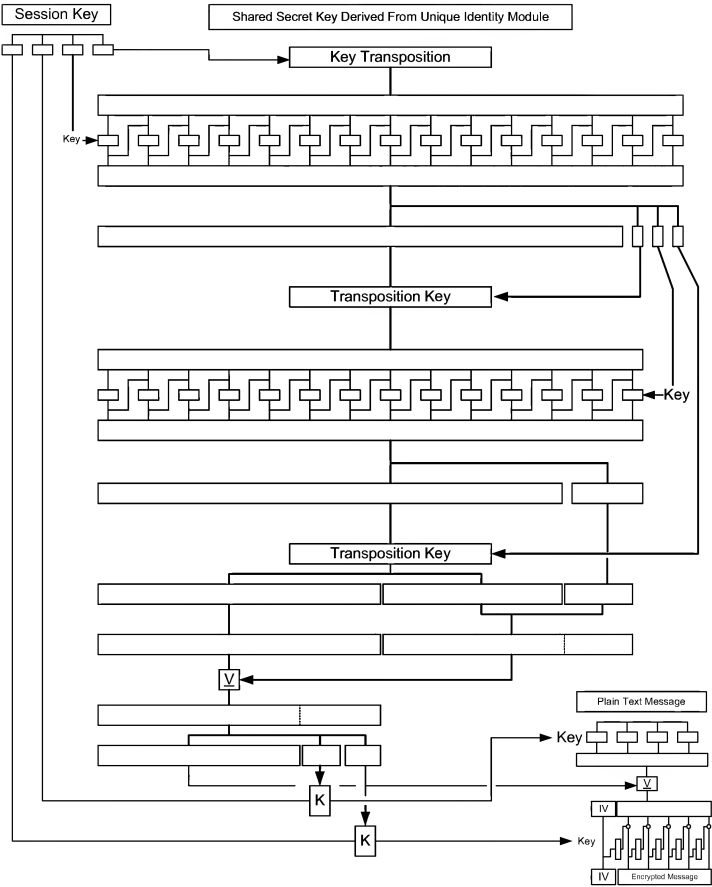 Session Key
Shared Secret Key Derived From Unique Identity Module
Key Transposition
Key
Transposition Key
Key
Transposition Key
V
Plain Text Message
Key
V
K
IV
K
Key
IV
Encrypted Message